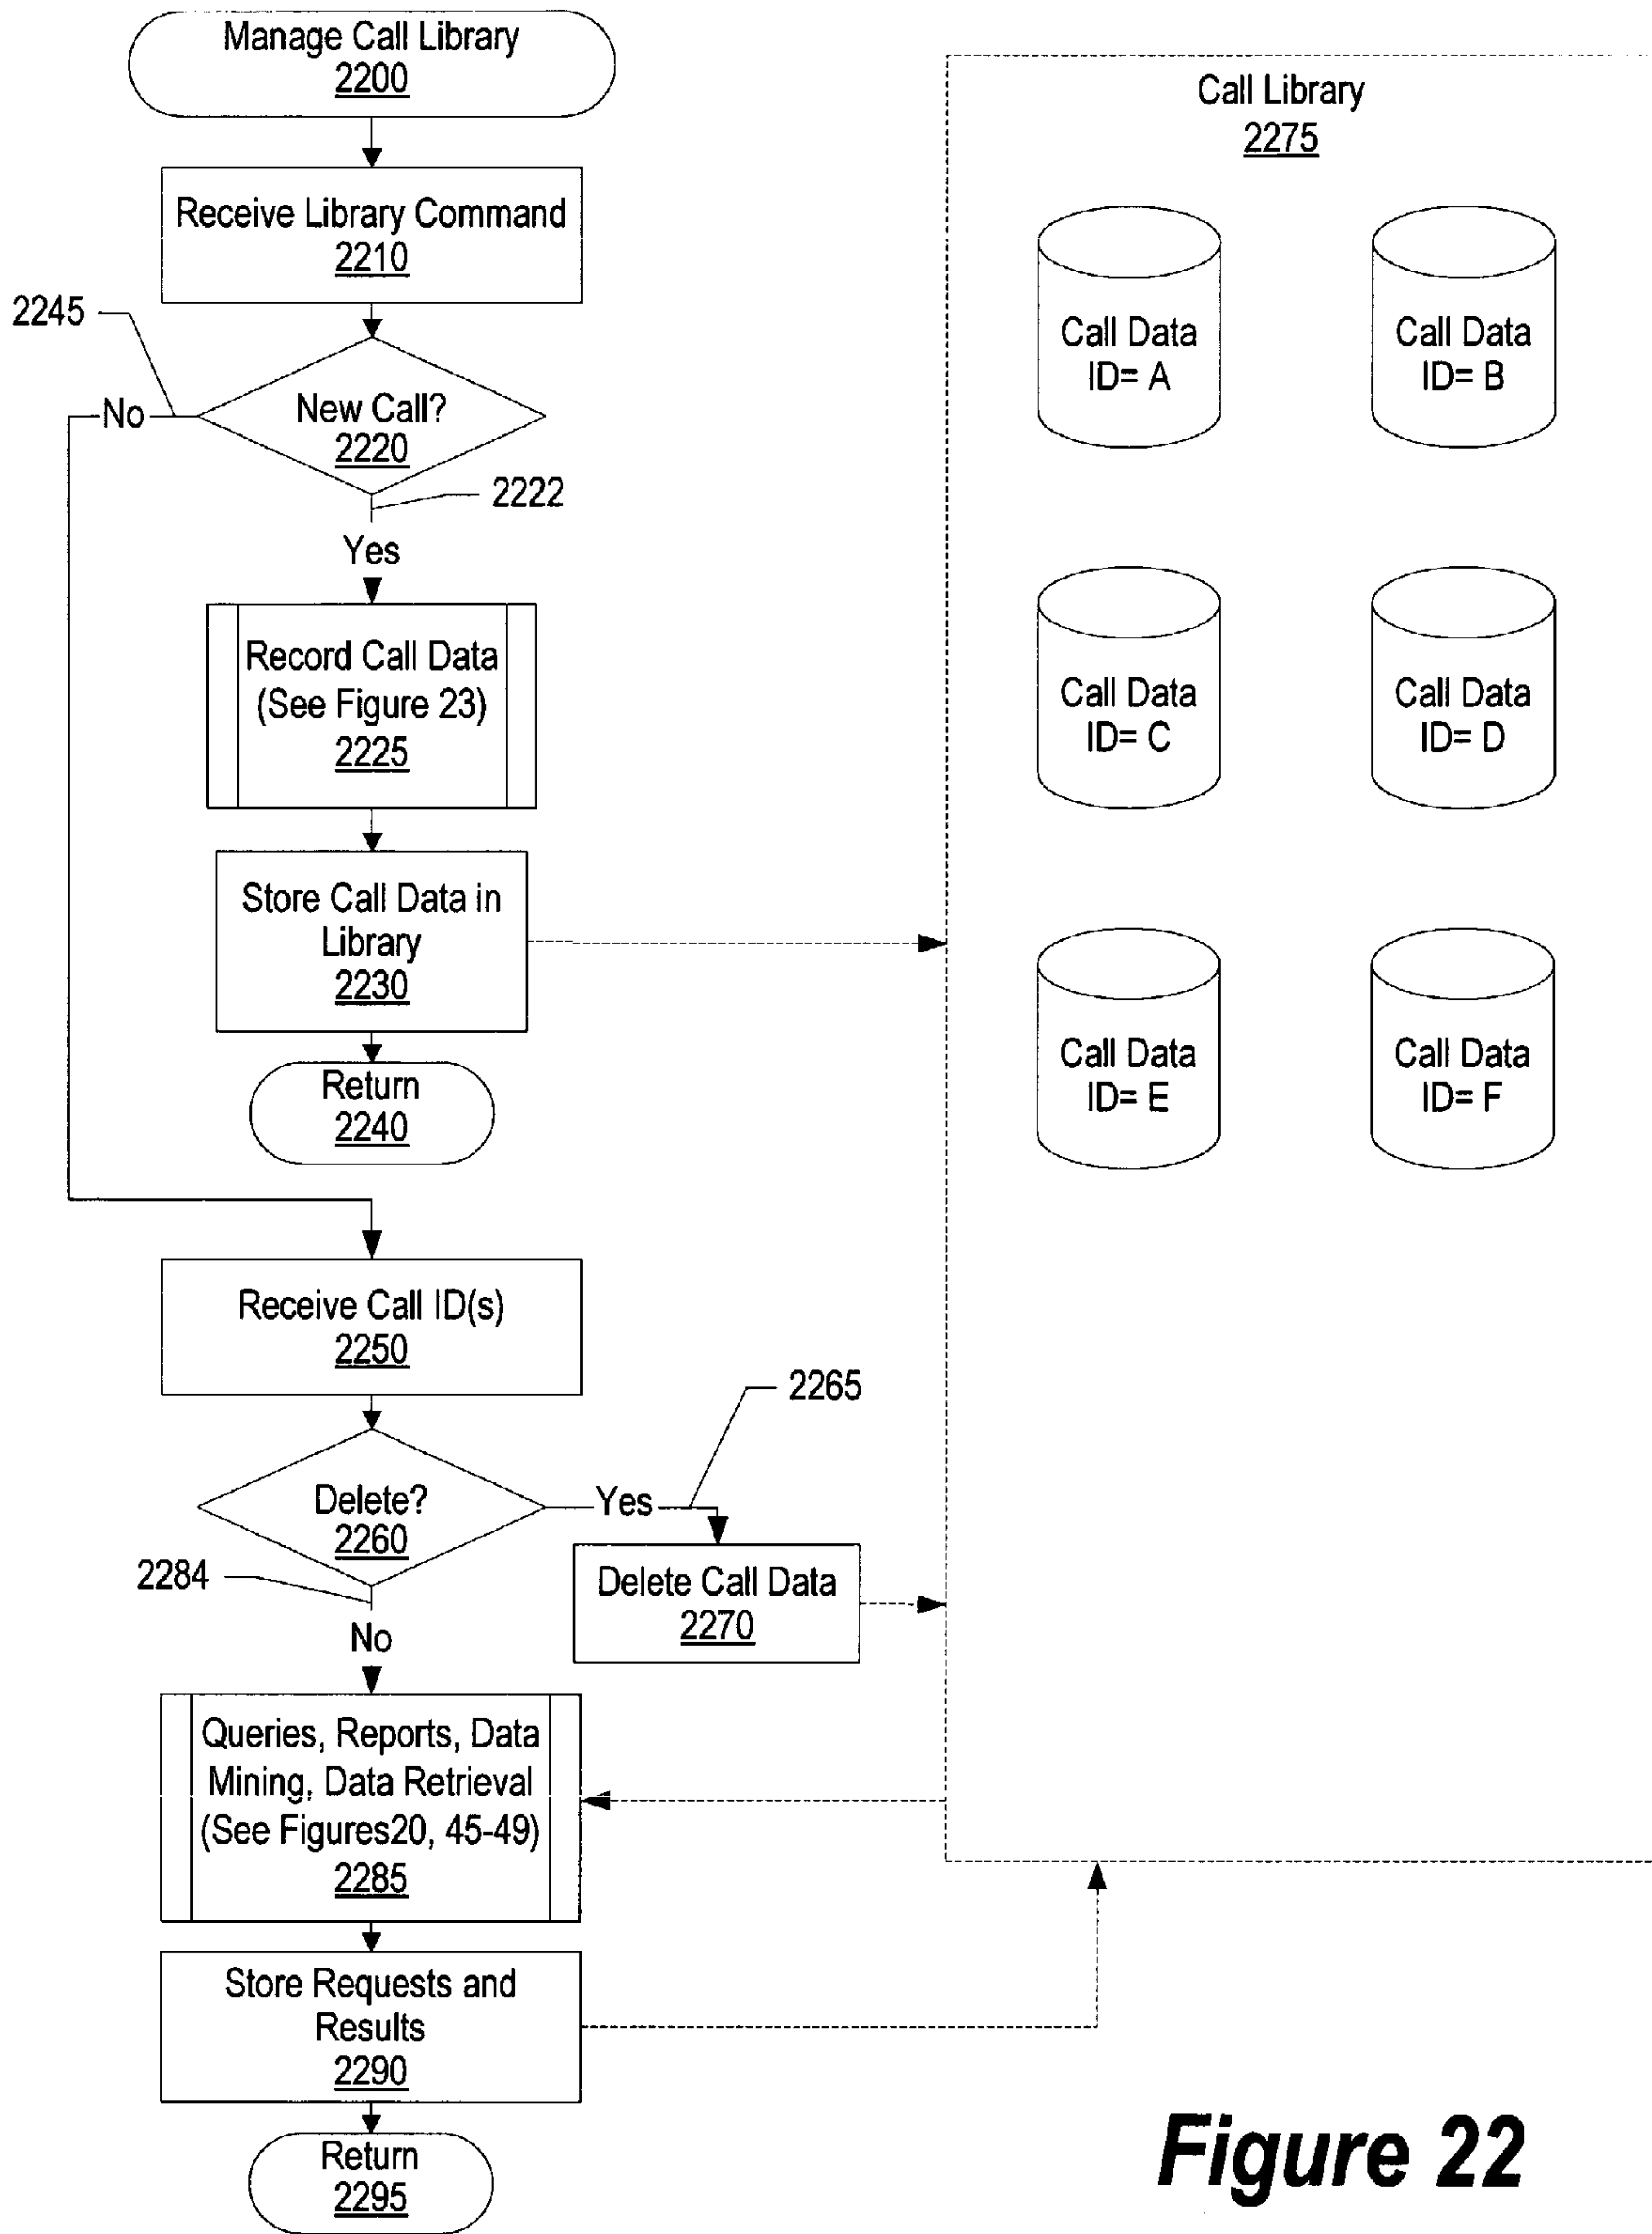 Manage Call Library
2200
Receive Library Command
2210
2245
No
New Call?
2220
2222
Yes
Record Call Data
(See Figure 23)
2225
Store Call Data in
Library
2230
Return
2240
Receive Call ID(s)
2250
2265
Delete?
2260
Yes
2284
Delete Call Data
2270
No
Queries, Reports, Data
Mining, Data Retrieval
(See Figures20, 45-49)
2285
Store Requests and
Results
2290
Return
2295
Call Library
2275
Call Data
ID= A
Call Data
ID= B
Call Data
ID= C
Call Data
ID= D
Call Data
ID= E
Call Data
ID= F
Figure 22